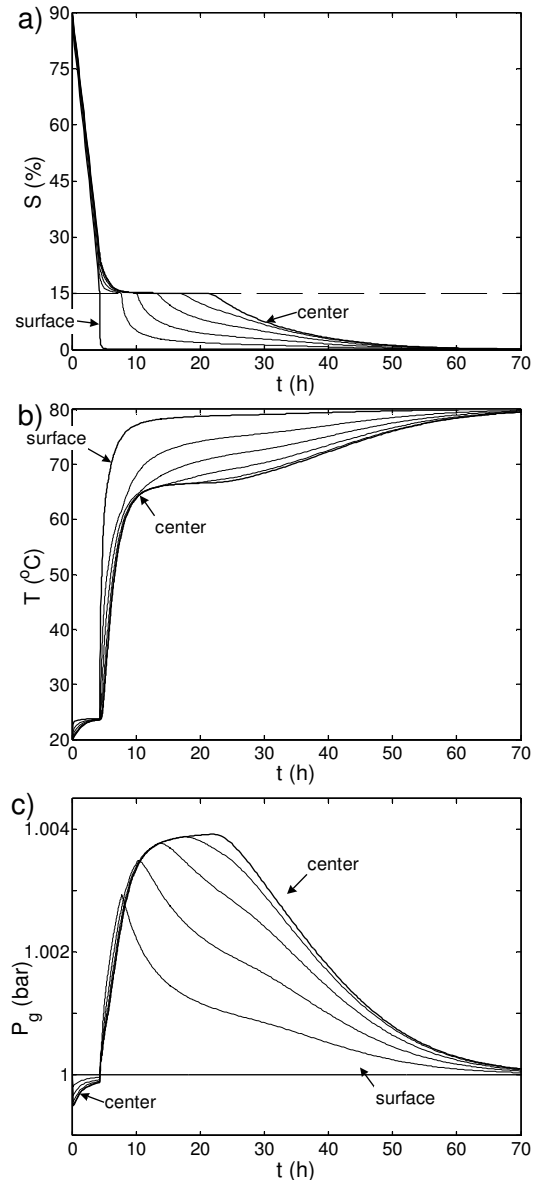 a)
90
75
60
45
30
15
0
S (%)
surface
center
0 10 20 30 40 50 60 70
t (h)
b)
80
70
60
50
40
30
20
T (°C)
surface
center
0 10 20 30 40 50 60 70
t (h)
c)
1.004
1.002
1
P_g (bar)
center
center
surface
0 10 20 30 40 50 60 70
t (h)